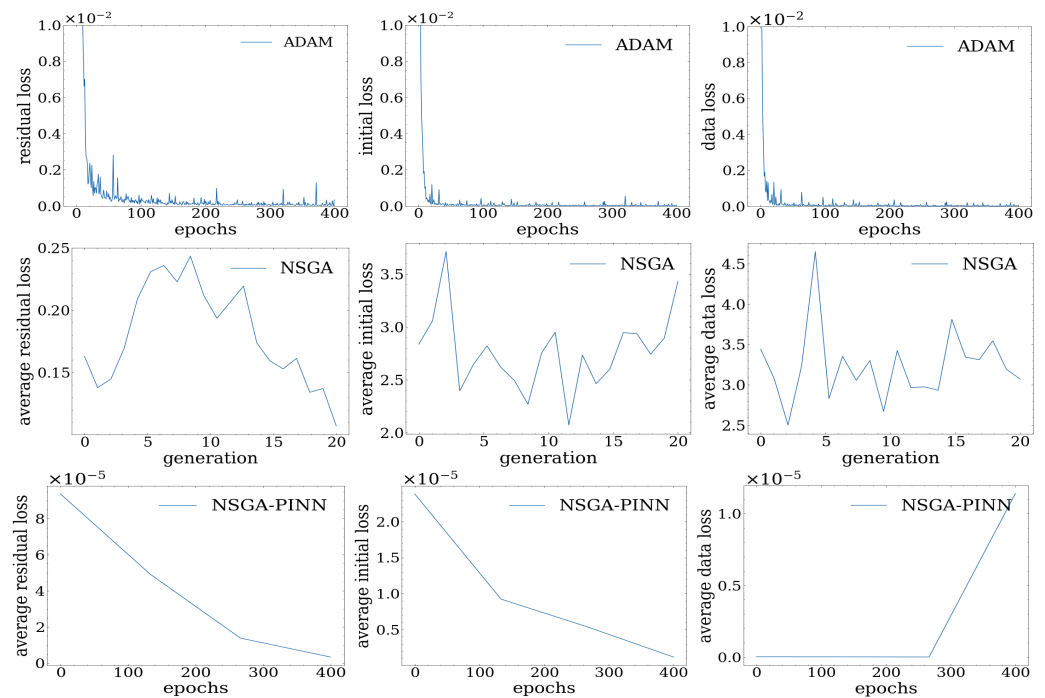 ×10⁻²
1.0
0.8
0.6
0.4
0.2
0.0
0 100 200 300 400
residual loss
epochs
ADAM
×10⁻²
1.0
0.8
0.6
0.4
0.2
0.0
0 100 200 300 400
initial loss
epochs
ADAM
×10⁻²
1.0
0.8
0.6
0.4
0.2
0.0
0 100 200 300 400
data loss
epochs
ADAM
0.25
0.20
0.15
0 5 10 15 20
average residual loss
generation
NSGA
3.5
3.0
2.5
2.0
0 5 10 15 20
average initial loss
generation
NSGA
4.5
4.0
3.5
3.0
2.5
0 5 10 15 20
average data loss
generation
NSGA
×10⁻⁵
8
6
4
2
0
0 100 200 300 400
average residual loss
epochs
NSGA-PINN
×10⁻⁵
2.0
1.5
1.0
0.5
0 100 200 300 400
average initial loss
epochs
NSGA-PINN
×10⁻⁵
1.0
0.5
0.0
0 100 200 300 400
average data loss
epochs
NSGA-PINN